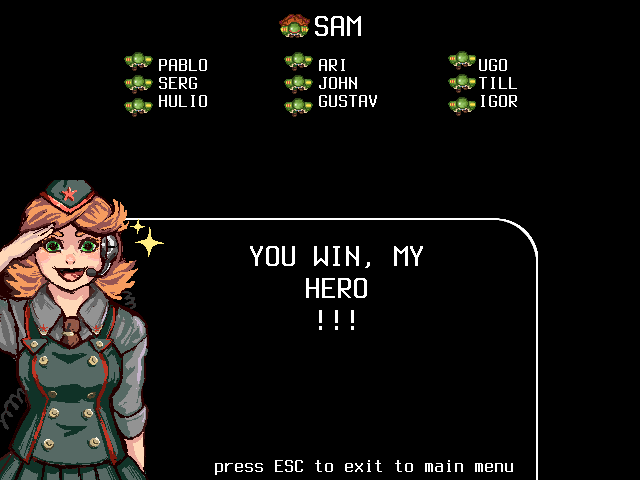 SAM
PABLO ARI UGO
SERG JOHN TILL
HULIO GUSTAV IGOR
YOU WIN, MY
HERO
!!!
press ESC to exit to main menu